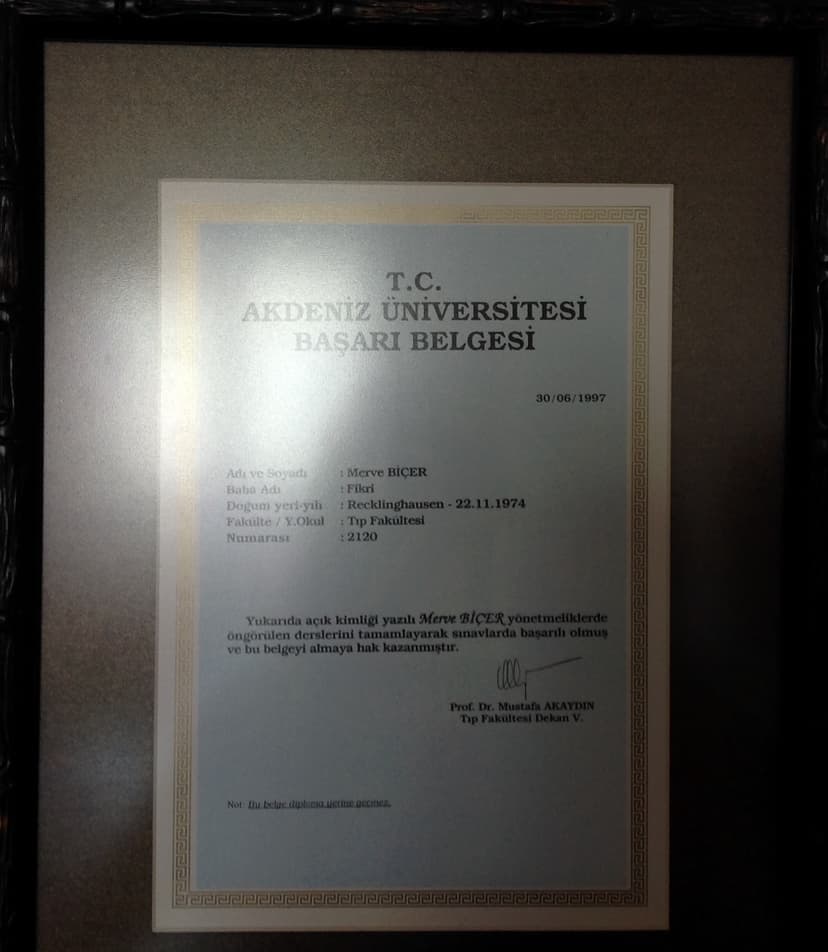 T.C.
AKDENİZ ÜNİVERSİTESİ
BAŞARI BELGESİ
30/06/1997
Adı ve Soyadı : Merve BİÇER
Baba Adı : Fikri
Doğum yeri-yılı : Recklinghausen - 22.11.1974
Fakülte / Y.Okul : Tıp Fakültesi
Numarası : 2120
Yukarıda açık kimliği yazılı Merve BİÇER yönetmeliklerde
öngörülen derslerini tamamlayarak sınavlarda başarılı olmuş
ve bu belgeyi almaya hak kazanmıştır.
Prof. Dr. Mustafa AKAYDIN
Tıp Fakültesi Dekan V.
Not: Bu belge diploma yerine geçmez.